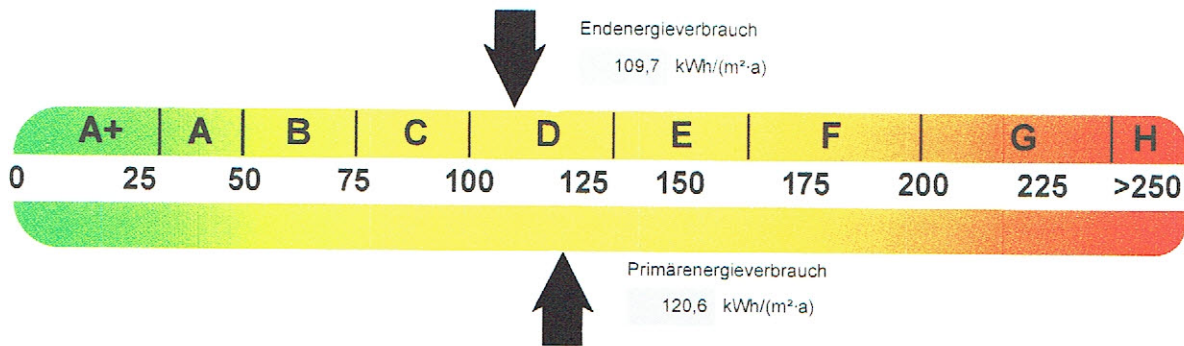 Endenergieverbrauch
109,7 kWh/(m²·a)
A+ A B C D E F G H
0 25 50 75 100 125 150 175 200 225 >250
Primärenergieverbrauch
120,6 kWh/(m²·a)